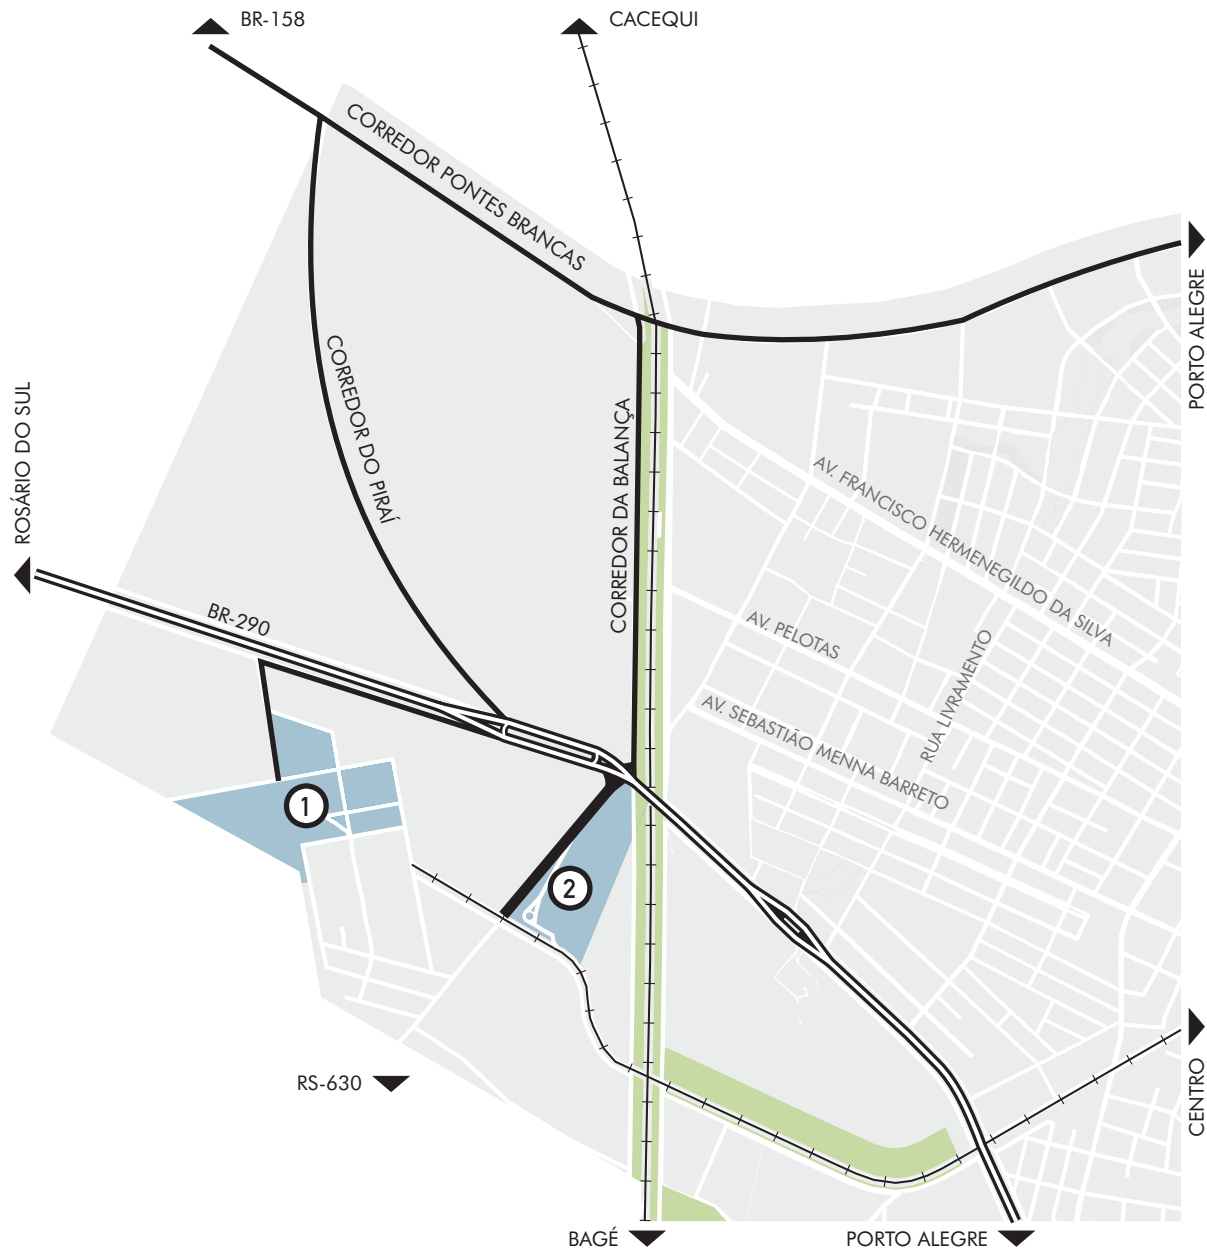 BR-158
CACEQUI
CORREDOR PONTES BRANCAS
PORTO ALEGRE
CORREDOR DO PIRAÍ
ROSÁRIO DO SUL
CORREDOR DA BALANÇA
AV. FRANCISCO HERMENEGILDO DA SILVA
BR-290
AV. PELOTAS
RUA LIVRAMENTO
AV. SEBASTIÃO MENNA BARRETO
1
2
RS-630
CENTRO
BAGÉ
PORTO ALEGRE